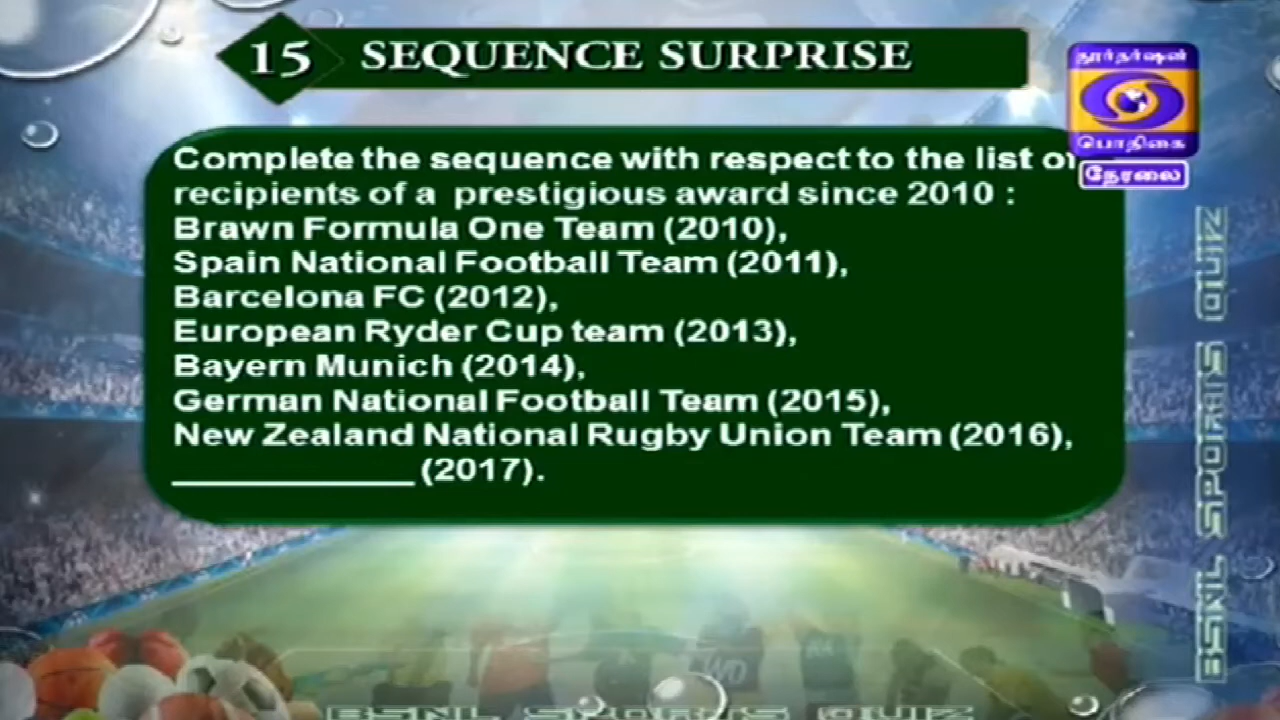 15 SEQUENCE SURPRISE
தூர்தர்ஷன்
பொதிகை
நேரலை
Complete the sequence with respect to the list of
recipients of a prestigious award since 2010 :
Brawn Formula One Team (2010),
Spain National Football Team (2011),
Barcelona FC (2012),
European Ryder Cup team (2013),
Bayern Munich (2014),
German National Football Team (2015),
New Zealand National Rugby Union Team (2016),
____________ (2017).
BSNL SPORTS QUIZ
BSNL SPORTS QUIZ